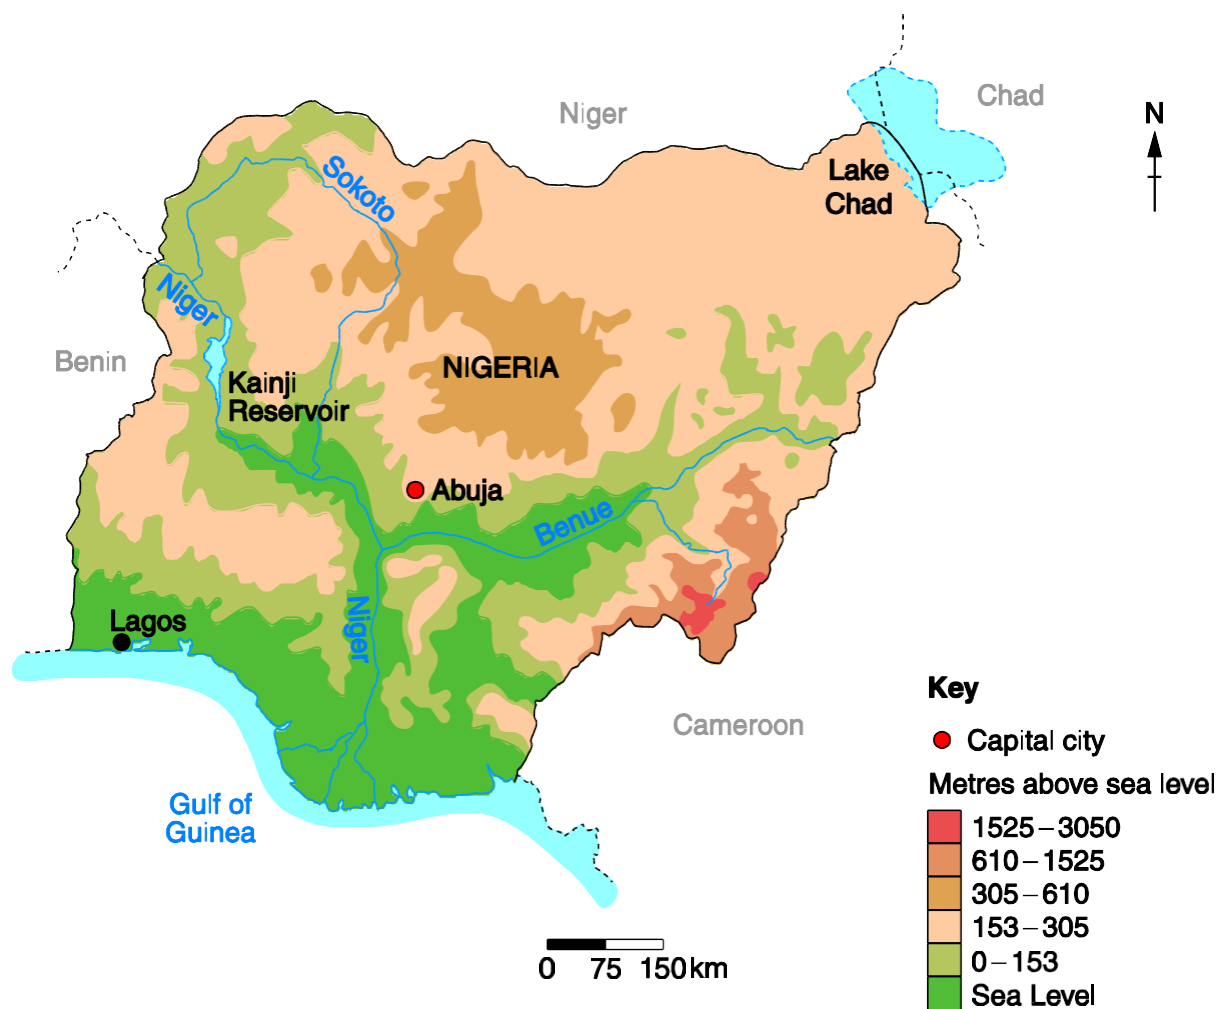 Niger
Chad
N
Lake
Chad
Sokoto
Niger
Benin
NIGERIA
Kainji
Reservoir
Abuja
Benue
Niger
Lagos
Cameroon
Gulf of
Guinea
Key
Capital city
Metres above sea level
1525–3050
610–1525
305–610
153–305
0–153
Sea Level
0 75 150 km